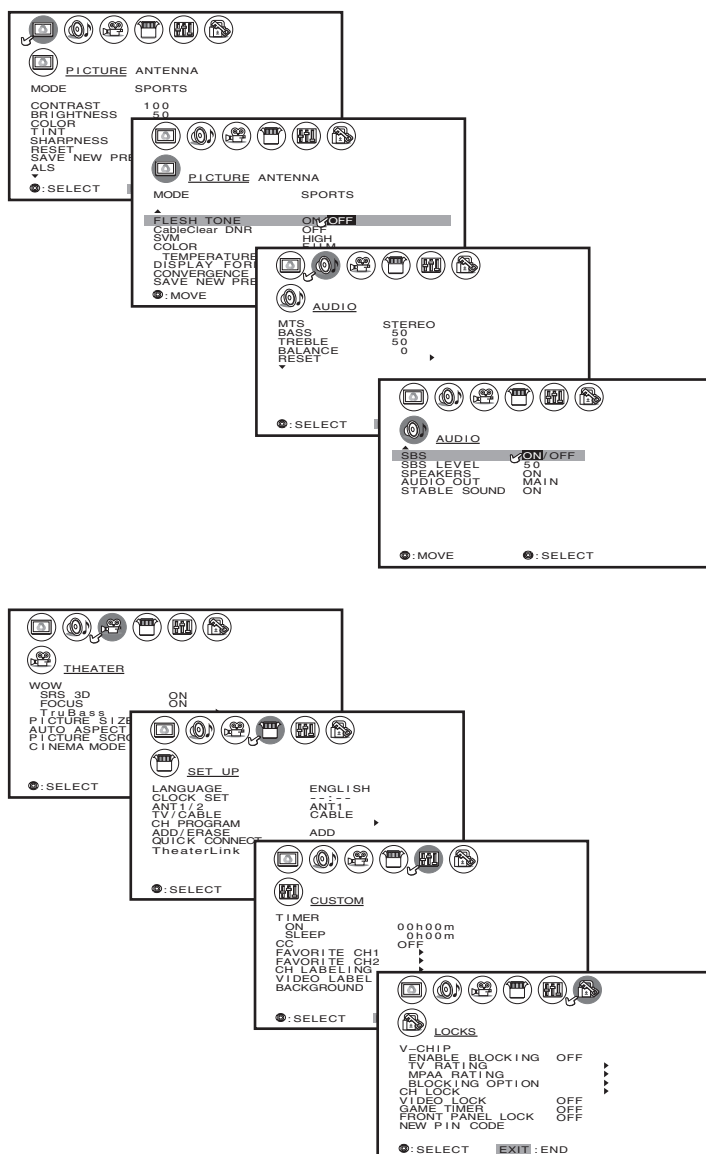 PICTURE ANTENNA
MODE SPORTS
CONTRAST 100
BRIGHTNESS 50
COLOR
TINT
SHARPNESS
RESET
SAVE NEW
ALS
:SELECT
PICTURE ANTENNA
MODE SPORTS
FLESH TONE ON/OFF
CableClear DNR OFF
SVM HIGH
COLOR FILM
TEMPERATURE
DISPLAY
CONVERGENCE
SAVE NEW
:MOVE
AUDIO
MTS STEREO
BASS 50
TREBLE 50
BALANCE 0
RESET
:SELECT
AUDIO
SBS ON/OFF
SBS LEVEL 50
SPEAKERS ON
AUDIO OUT MAIN
STABLE SOUND ON
:MOVE :SELECT
THEATER
WOW
SRS 3D ON
FOCUS ON
TruBass
PICTURE SIZE
AUTO ASPECT
PICTURE
CINEMA MODE
:SELECT
SET UP
LANGUAGE ENGLISH
CLOCK SET --:--
ANT1/2 ANT1
TV/CABLE CABLE
CH PROGRAM
ADD/ERASE ADD
QUICK CONNECT
TheaterLink
:SELECT
CUSTOM
TIMER
ON 00h00m
SLEEP 0h00m
CC OFF
FAVORITE CH1
FAVORITE CH2
CH LABELING
VIDEO LABEL
BACKGROUND
:SELECT
LOCKS
V-CHIP
ENABLE BLOCKING OFF
TV RATING
MPAA RATING
BLOCKING OPTION
CH LOCK
VIDEO LOCK OFF
GAME TIMER OFF
FRONT PANEL LOCK OFF
NEW PIN CODE
:SELECT EXIT :END